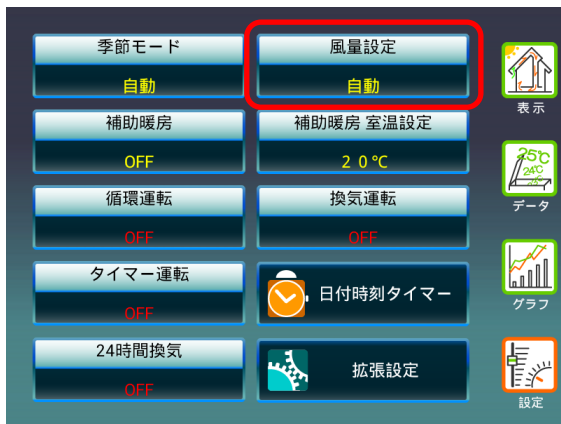 季節モード
自動
風量設定
自動
補助暖房
OFF
補助暖房 室温設定
20℃
循環運転
OFF
換気運転
OFF
タイマー運転
OFF
日付時刻タイマー
24時間換気
OFF
拡張設定
表示
25℃
24℃
データ
グラフ
設定